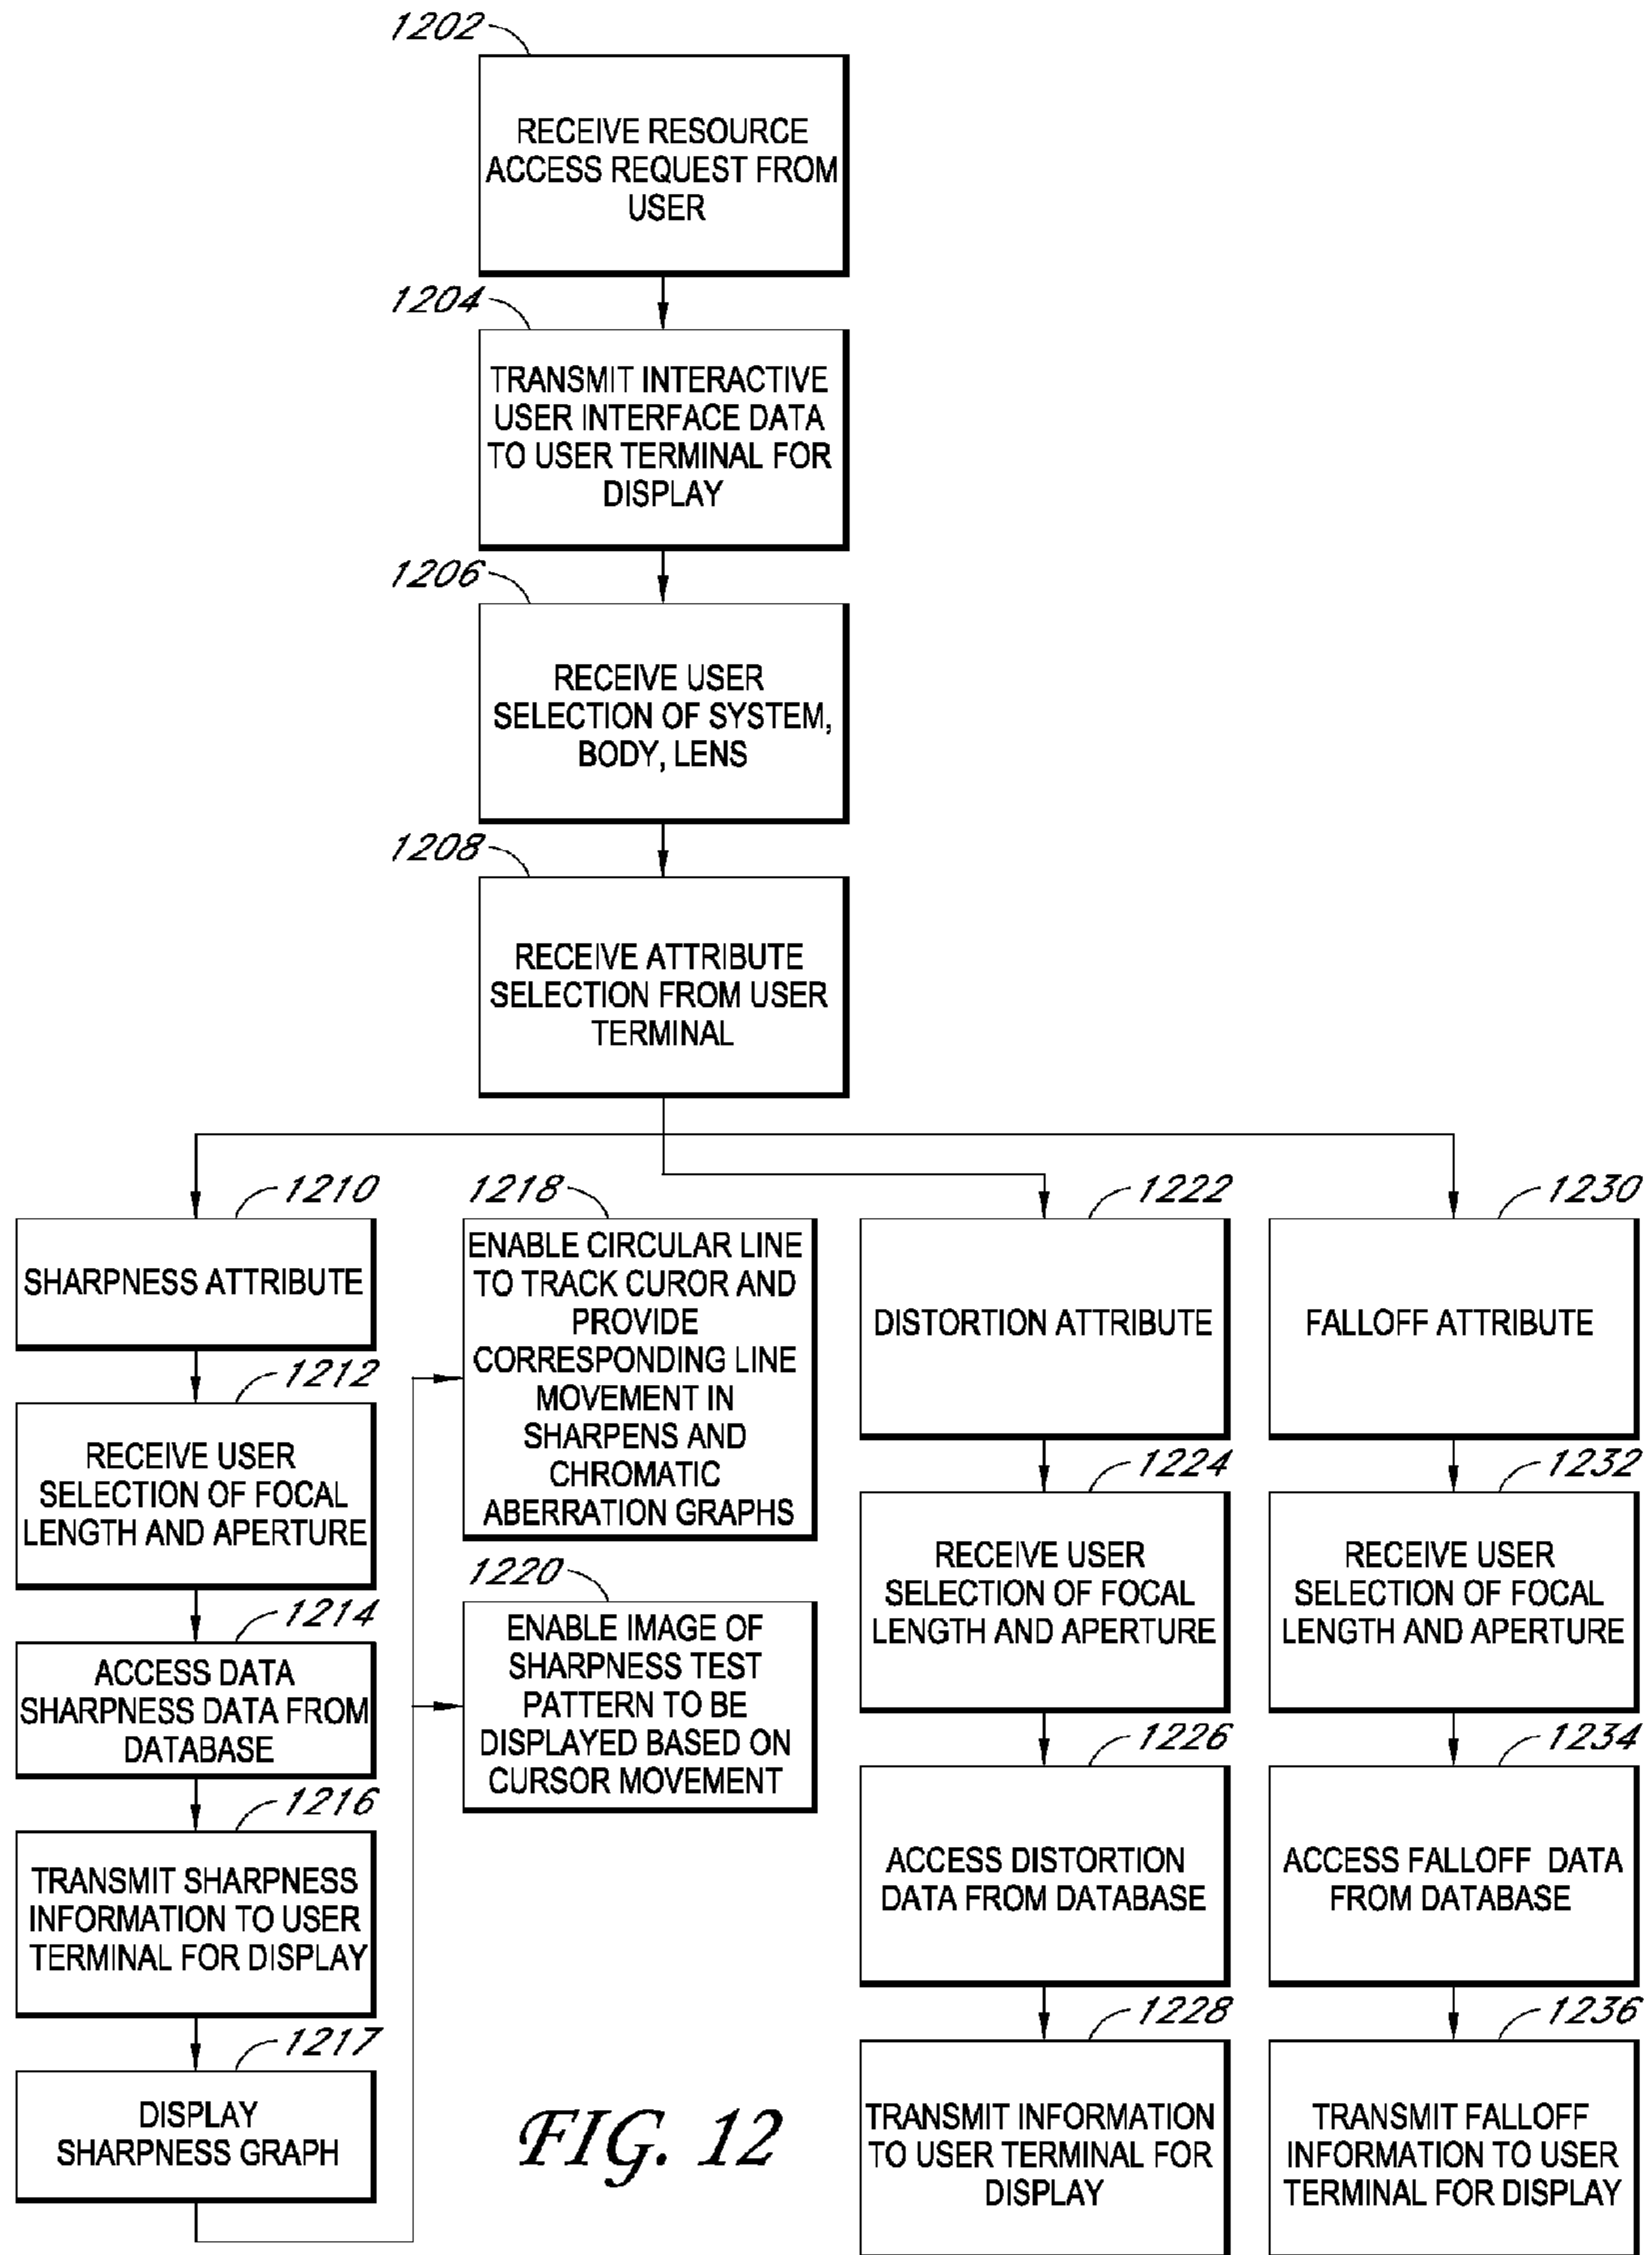 1202
RECEIVE RESOURCE
ACCESS REQUEST FROM
USER
1204
TRANSMIT INTERACTIVE
USER INTERFACE DATA
TO USER TERMINAL FOR
DISPLAY
1206
RECEIVE USER
SELECTION OF SYSTEM,
BODY, LENS
1208
RECEIVE ATTRIBUTE
SELECTION FROM USER
TERMINAL
1210
SHARPNESS ATTRIBUTE
1212
RECEIVE USER
SELECTION OF FOCAL
LENGTH AND APERTURE
1214
ACCESS DATA
SHARPNESS DATA FROM
DATABASE
1216
TRANSMIT SHARPNESS
INFORMATION TO USER
TERMINAL FOR DISPLAY
1217
DISPLAY
SHARPNESS GRAPH
1218
ENABLE CIRCULAR LINE
TO TRACK CUROR AND
PROVIDE
CORRESPONDING LINE
MOVEMENT IN
SHARPENS AND
CHROMATIC
ABERRATION GRAPHS
1220
ENABLE IMAGE OF
SHARPNESS TEST
PATTERN TO BE
DISPLAYED BASED ON
CURSOR MOVEMENT
1222
DISTORTION ATTRIBUTE
1224
RECEIVE USER
SELECTION OF FOCAL
LENGTH AND APERTURE
1226
ACCESS DISTORTION
DATA FROM DATABASE
1228
TRANSMIT INFORMATION
TO USER TERMINAL FOR
DISPLAY
1230
FALLOFF ATTRIBUTE
1232
RECEIVE USER
SELECTION OF FOCAL
LENGTH AND APERTURE
1234
ACCESS FALLOFF DATA
FROM DATABASE
1236
TRANSMIT FALLOFF
INFORMATION TO USER
TERMINAL FOR DISPLAY
FIG. 12